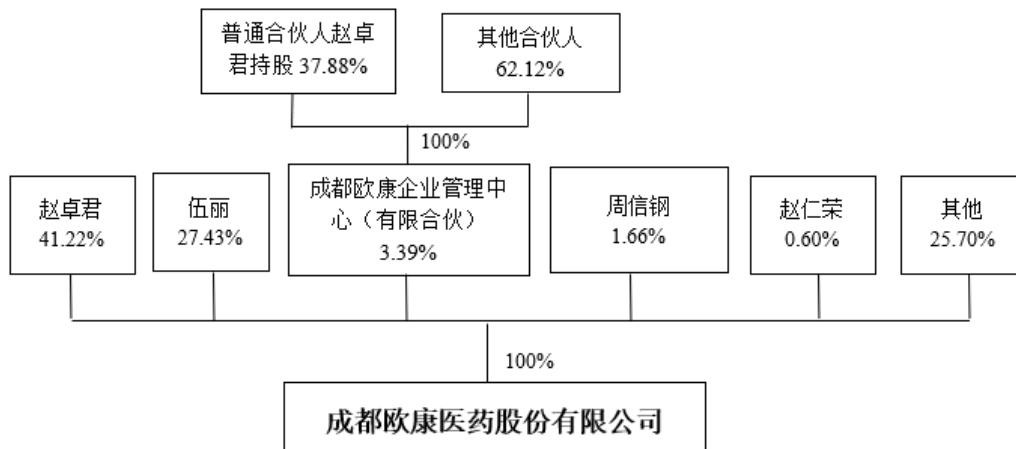 普通合伙人赵卓
君持股 37.88%
其他合伙人
62.12%
100%
赵卓君
41.22%
伍丽
27.43%
成都欧康企业管理中
心（有限合伙）
3.39%
周信钢
1.66%
赵仁荣
0.60%
其他
25.70%
100%
成都欧康医药股份有限公司